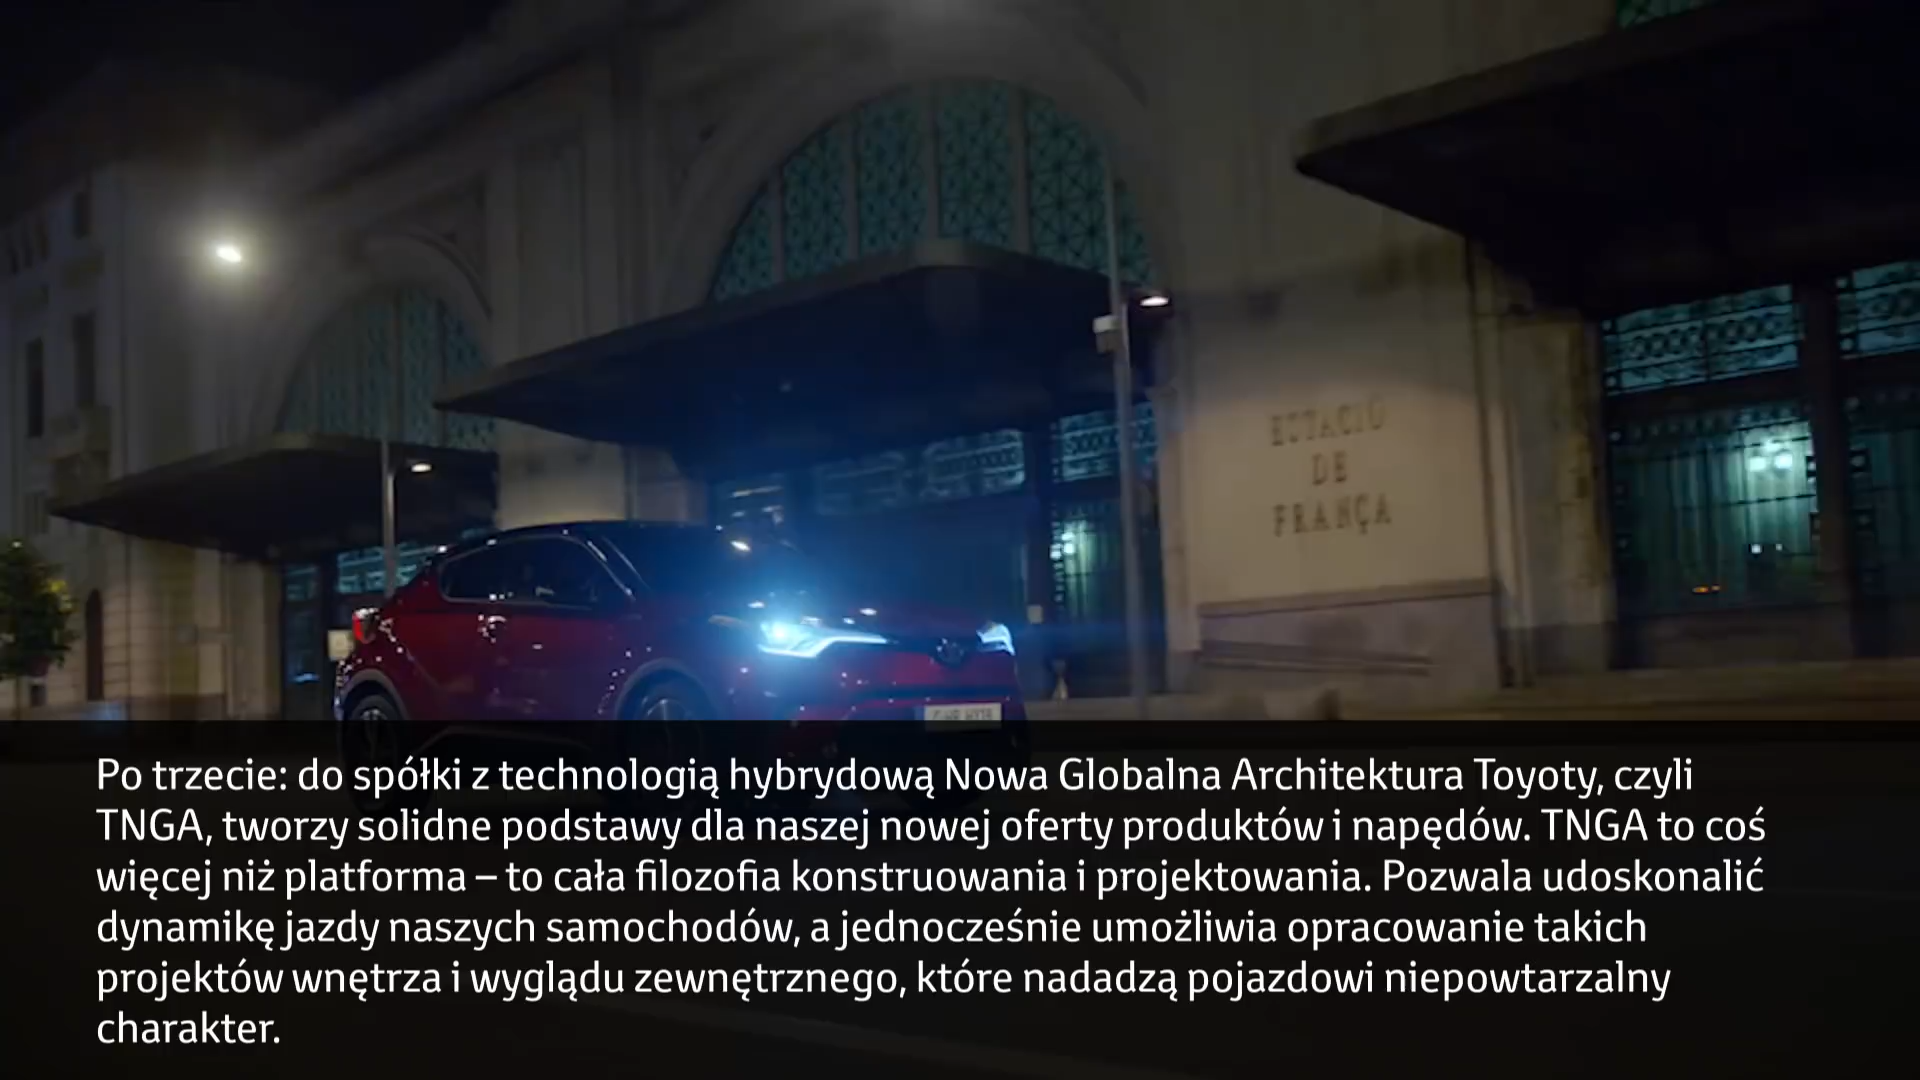 ESTACIÓ
DE
FRANÇA
Po trzecie: do spółki z technologią hybrydową Nowa Globalna Architektura Toyoty, czyli
TNGA, tworzy solidne podstawy dla naszej nowej oferty produktów i napędów. TNGA to coś
więcej niż platforma – to cała filozofia konstruowania i projektowania. Pozwala udoskonalić
dynamikę jazdy naszych samochodów, a jednocześnie umożliwia opracowanie takich
projektów wnętrza i wyglądu zewnętrznego, które nadadzą pojazdowi niepowtarzalny
charakter.